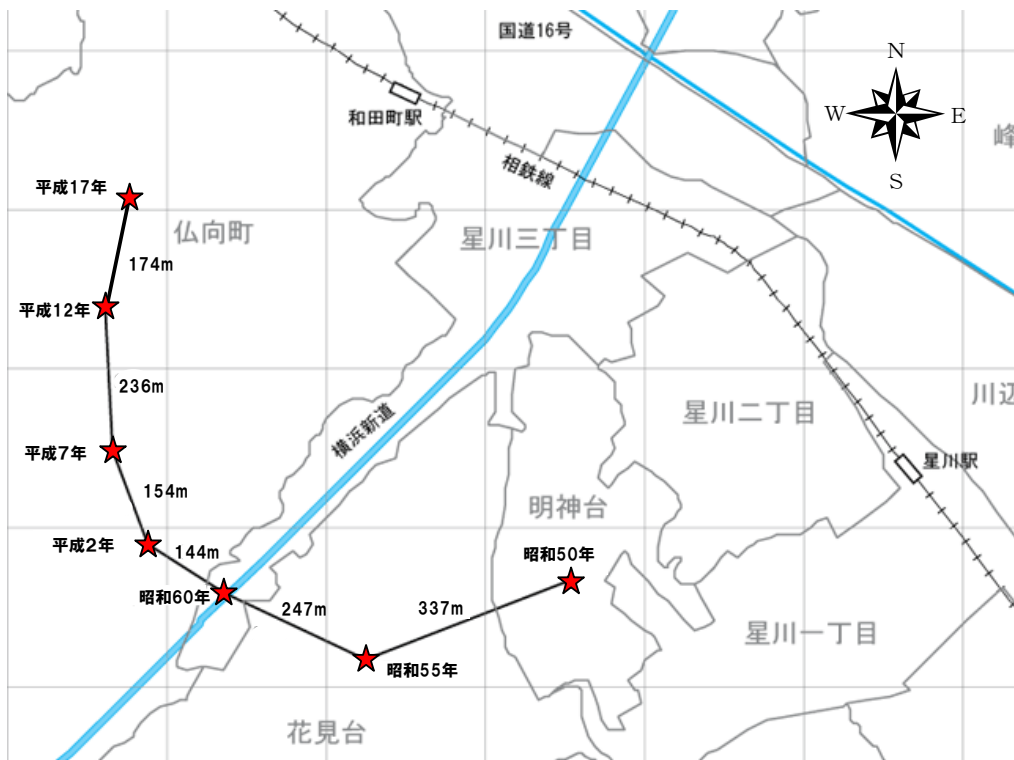 国道16号
N
W
E
S
和田町駅
峰
相鉄線
平成17年
仏向町
星川三丁目
174m
平成12年
236m
川辺
横浜新道
星川二丁目
平成7年
星川駅
154m
明神台
平成2年
144m
昭和50年
昭和60年
247m
337m
星川一丁目
昭和55年
花見台